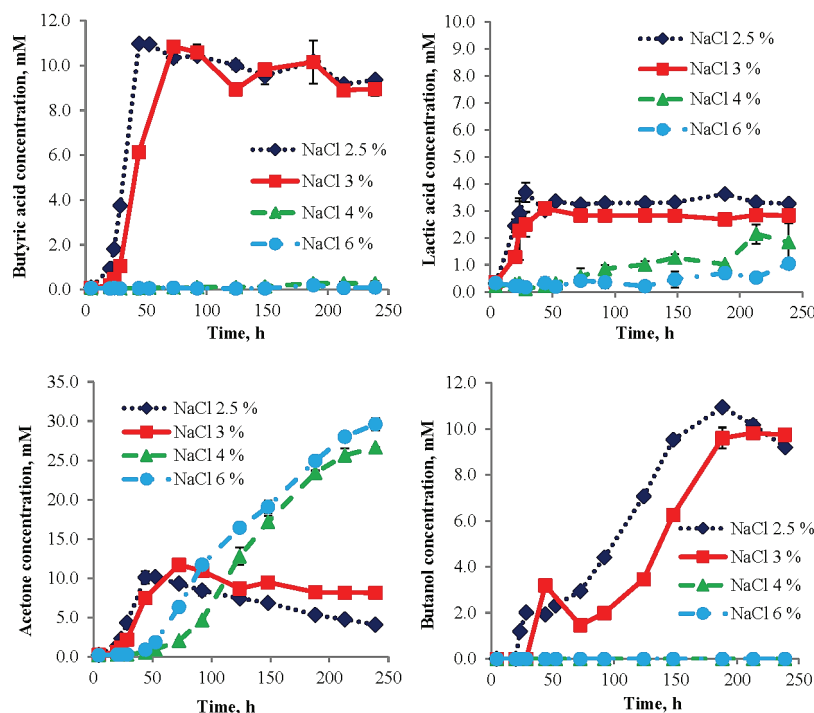 Butyric acid concentration, mM
12.0
10.0
8.0
6.0
4.0
2.0
0.0
0
50
100
150
200
250
Time, h
NaCl 2.5 %
NaCl 3 %
NaCl 4 %
NaCl 6 %
Lactic acid concentration, mM
10.0
9.0
8.0
7.0
6.0
5.0
4.0
3.0
2.0
1.0
0.0
0
50
100
150
200
250
Time, h
NaCl 2.5 %
NaCl 3 %
NaCl 4 %
NaCl 6 %
Acetone concentration, mM
35.0
30.0
25.0
20.0
15.0
10.0
5.0
0.0
0
50
100
150
200
250
Time, h
NaCl 2.5 %
NaCl 3 %
NaCl 4 %
NaCl 6 %
Butanol concentration, mM
12.0
10.0
8.0
6.0
4.0
2.0
0.0
0
50
100
150
200
250
Time, h
NaCl 2.5 %
NaCl 3 %
NaCl 4 %
NaCl 6 %